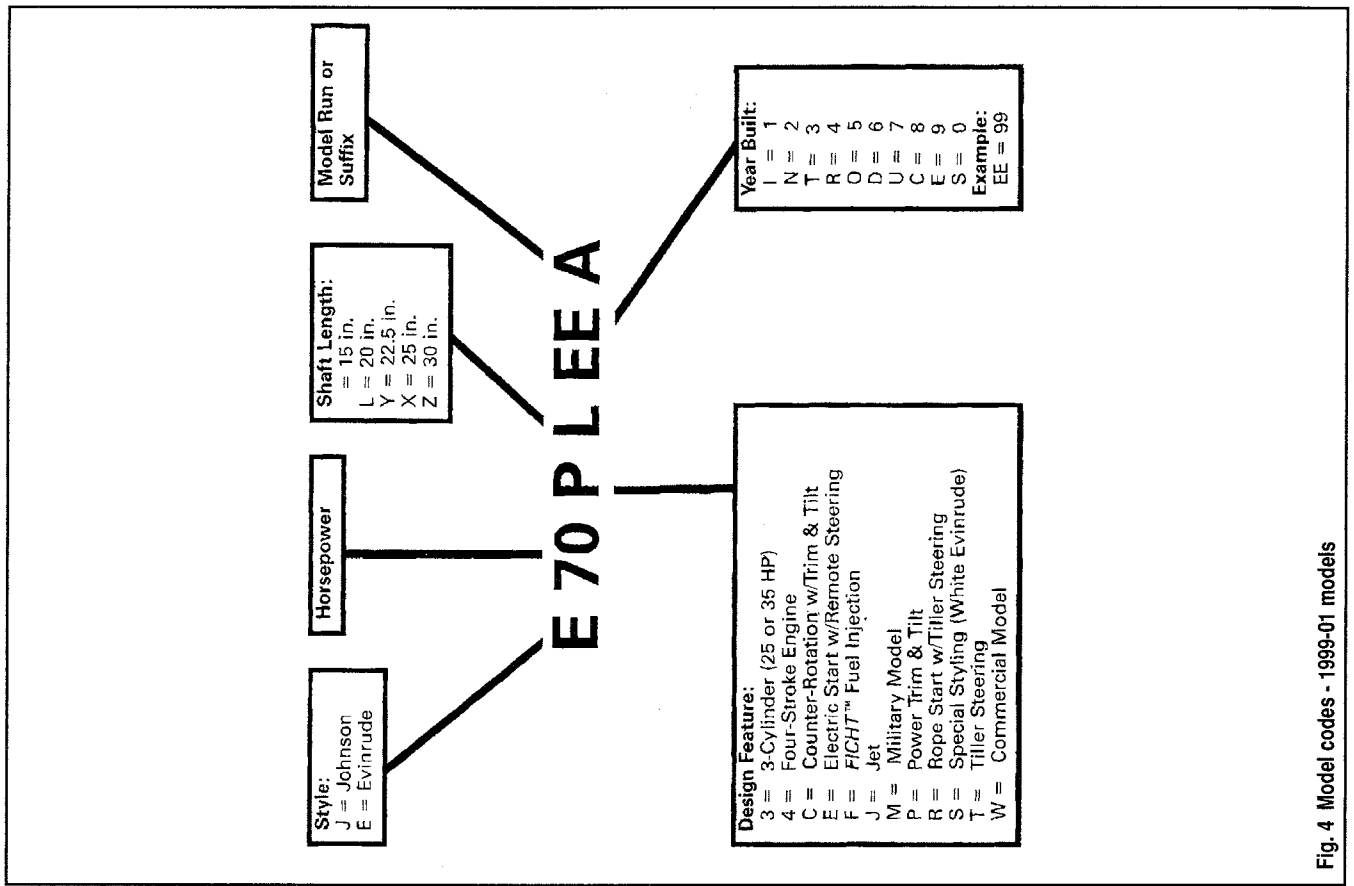 Style:
J = Johnson
E = Evinrude
Horsepower
Shaft Length:
= 15 in.
L = 20 in.
Y = 22.5 in.
X = 25 in.
Z = 30 in.
Model Run or
Suffix
E 70 P L EE A
Design Feature:
3 = 3-Cylinder (25 or 35 HP)
4 = Four-Stroke Engine
C = Counter-Rotation w/Trim & Tilt
E = Electric Start w/Remote Steering
F = FICHT™ Fuel Injection
J = Jet
M = Military Model
P = Power Trim & Tilt
R = Rope Start w/Tiller Steering
S = Special Styling (White Evinrude)
T = Tiller Steering
W = Commercial Model
Year Built:
I = 1
N = 2
T = 3
R = 4
O = 5
D = 6
U = 7
C = 8
E = 9
S = 0
Example:
EE = 99
Fig. 4 Model codes - 1999-01 models